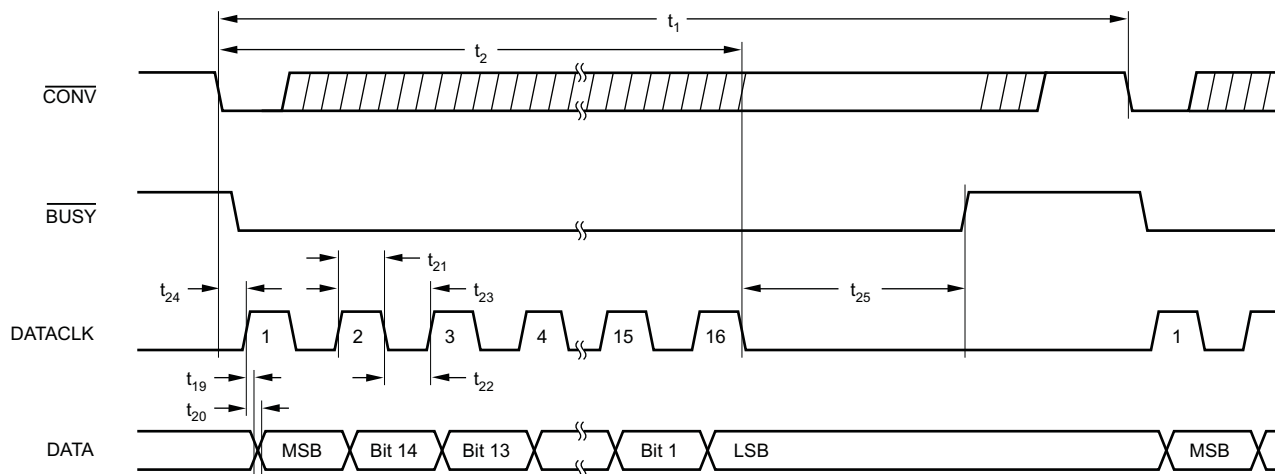 t1
t2
CONV
BUSY
t21
t24
t23
t25
DATACLK
1 2 3 4 15 16 1
t19
t22
t20
DATA MSB Bit 14 Bit 13 Bit 1 LSB MSB